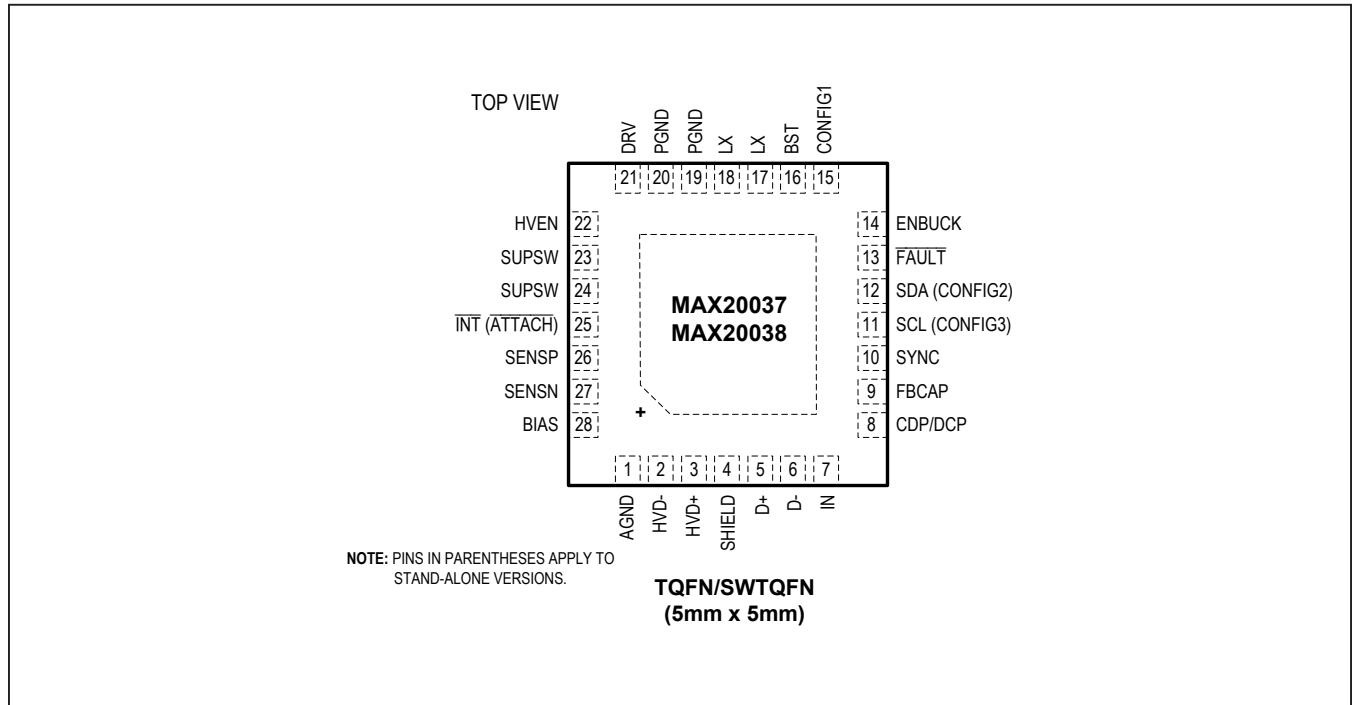 TOP VIEW
DRV
PGND
PGND
LX
LX
BST
CONFIG1
21 20 19 18 17 16 15
HVEN 22
SUPSW 23
SUPSW 24
INT (ATTACH) 25
SENSP 26
SENSN 27
BIAS 28
MAX20037
MAX20038
+
14 ENBUCK
13 FAULT
12 SDA (CONFIG2)
11 SCL (CONFIG3)
10 SYNC
9 FBCAP
8 CDP/DCP
1 2 3 4 5 6 7
AGND
HVD-
HVD+
SHIELD
D+
D-
IN
NOTE: PINS IN PARENTHESES APPLY TO
STAND-ALONE VERSIONS.
TQFN/SWTQFN
(5mm x 5mm)